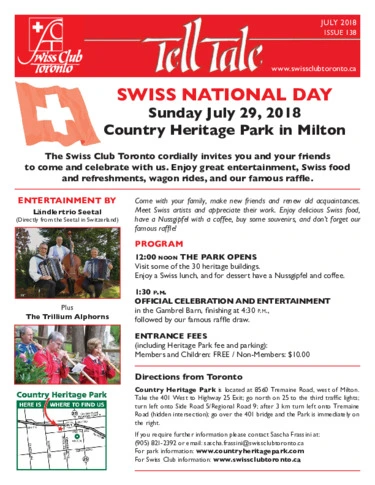 JULY 2018
ISSUE 138
Swiss Club
Toronto
Tell Tale
www.swissclubtoronto.ca
SWISS NATIONAL DAY
Sunday July 29, 2018
Country Heritage Park in Milton
The Swiss Club Toronto cordially invites you and your friends
to come and celebrate with us. Enjoy great entertainment, Swiss food
and refreshments, wagon rides, and our famous raffle.
ENTERTAINMENT BY
Ländlertrio Seetal
(Directly from the Seetal in Switzerland)
Plus
The Trillium Alphorns
Country Heritage Park
HERE IS
WHERE TO FIND US
Come with your family, make new friends and renew old acquaintances.
Meet Swiss artists and appreciate their work. Enjoy delicious Swiss food,
have a Nussgipfel with a coffee, buy some souvenirs, and don't forget our
famous raffle!
PROGRAM
12:00 NOON THE PARK OPENS
Visit some of the 30 heritage buildings.
Enjoy a Swiss lunch, and for dessert have a Nussgipfel and coffee.
1:30 P.M.
OFFICIAL CELEBRATION AND ENTERTAINMENT
in the Gambrel Barn, finishing at 4:30 P.M.,
followed by our famous raffle draw.
ENTRANCE FEES
(including Heritage Park fee and parking):
Members and Children: FREE / Non-Members: $10.00
Directions from Toronto
Country Heritage Park is located at 8560 Tremaine Road, west of Milton.
Take the 401 West to Highway 25 Exit; go north on 25 to the third traffic lights;
turn left onto Side Road 5/Regional Road 9; after 3 km turn left onto Tremaine
Road (hidden intersection); go over the 401 bridge and the Park is immediately on
the right.
If you require further information please contact Sascha Frassini at:
(905) 821-2392 or e-mail: sascha.frassini@swissclubtoronto.ca
For park information: www.countryheritagepark.com
For Swiss Club information: www.swissclubtoronto.ca